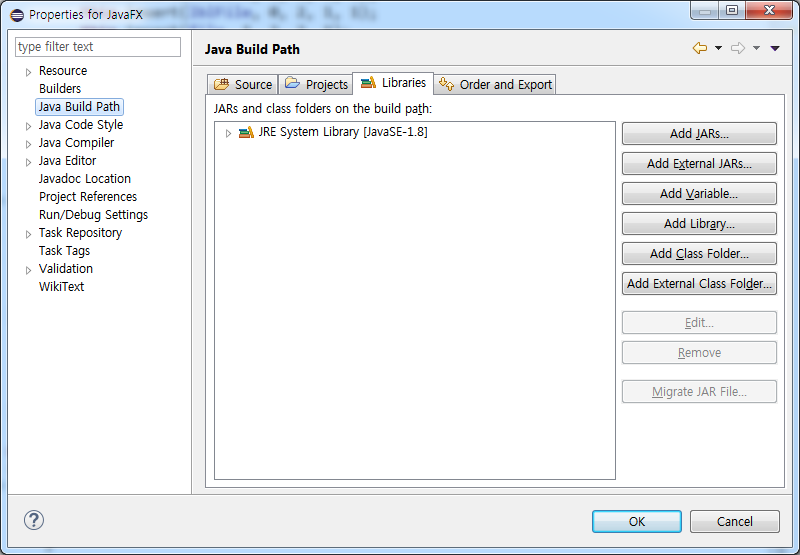 Properties for JavaFX
type filter text
Resource
Builders
Java Build Path
Java Code Style
Java Compiler
Java Editor
Javadoc Location
Project References
Run/Debug Settings
Task Repository
Task Tags
Validation
WikiText
Java Build Path
Source Projects Libraries Order and Export
JARs and class folders on the build path:
JRE System Library [JavaSE-1.8]
Add JARs...
Add External JARs...
Add Variable...
Add Library...
Add Class Folder...
Add External Class Folder...
Edit...
Remove
Migrate JAR File...
OK Cancel